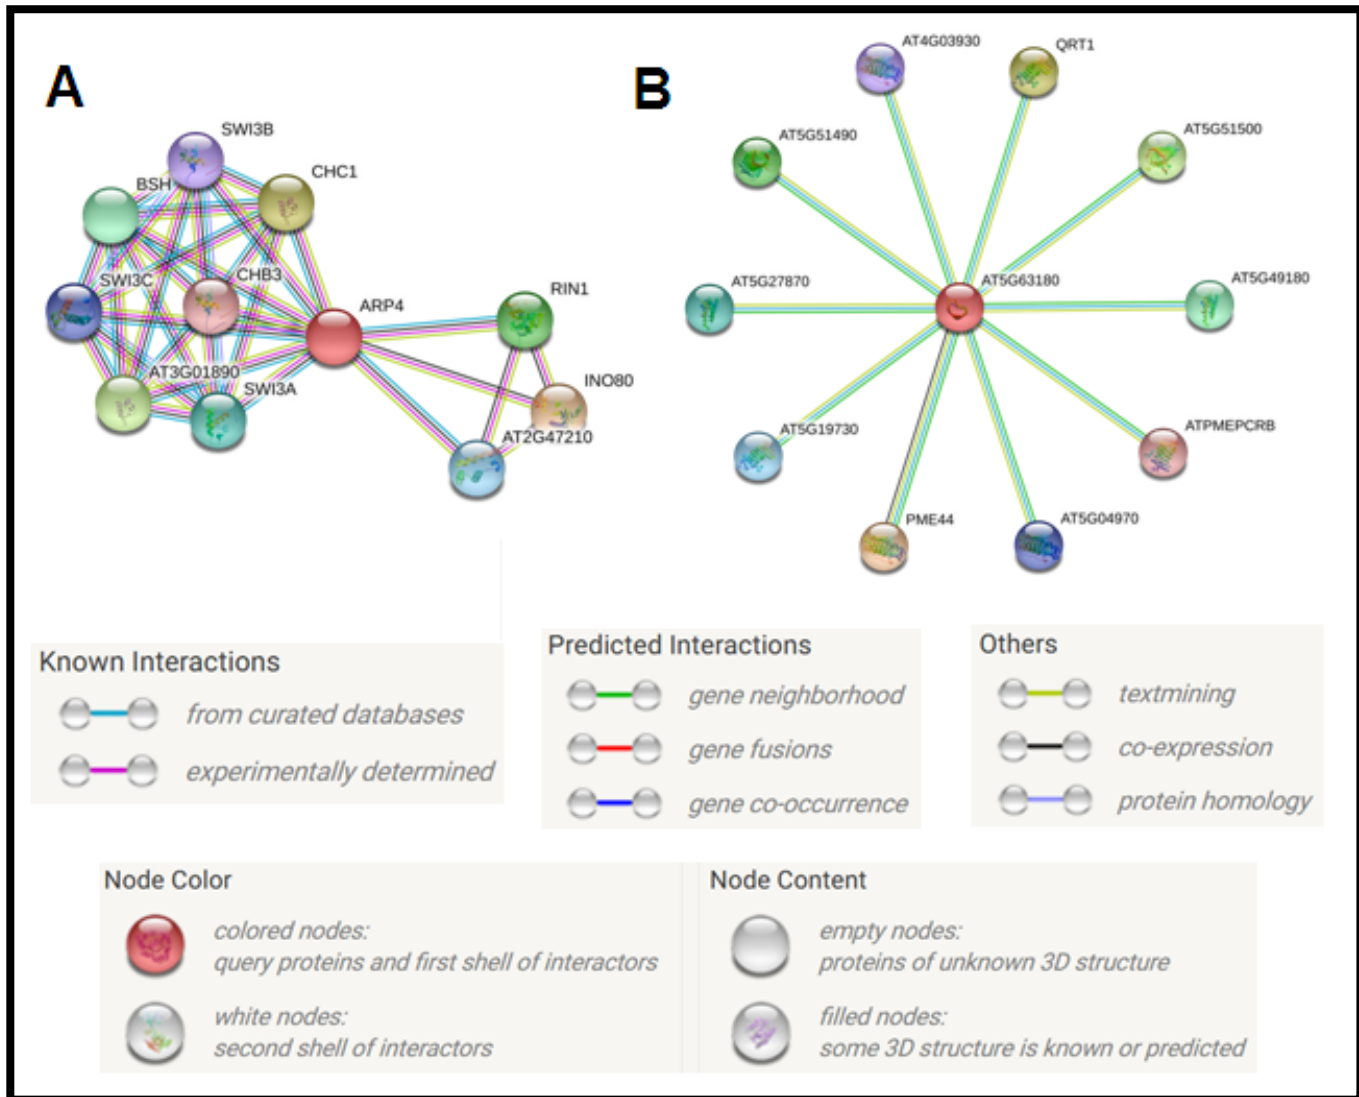 A
SWI3B
BSH
CHC1
SWI3C
CHB3
ARP4
RIN1
INO80
AT3G01890
SWI3A
AT2G47210
B
AT4G03930
QRT1
AT5G51490
AT5G51500
AT5G27870
AT5G63180
AT5G49180
AT5G19730
ATPMEPCRB
PME44
AT5G04970
Known Interactions
from curated databases
experimentally determined
Predicted Interactions
gene neighborhood
gene fusions
gene co-occurrence
Others
textmining
co-expression
protein homology
Node Color
colored nodes:
query proteins and first shell of interactors
white nodes:
second shell of interactors
Node Content
empty nodes:
proteins of unknown 3D structure
filled nodes:
some 3D structure is known or predicted